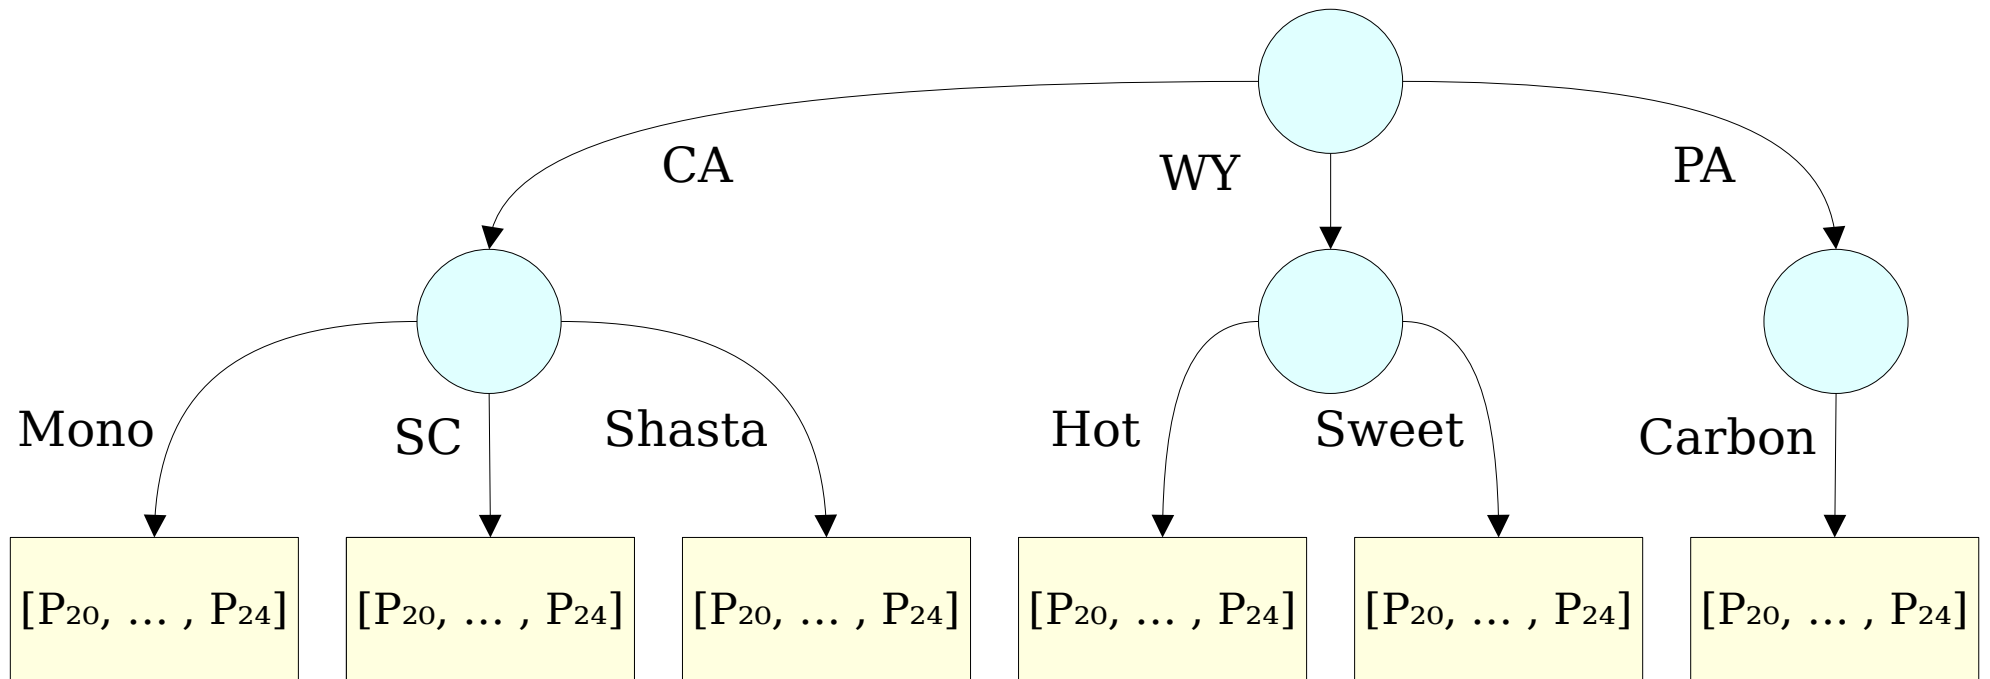 CA
WY
PA
Mono
SC
Shasta
Hot
Sweet
Carbon
[P₂₀, ... , P₂₄]
[P₂₀, ... , P₂₄]
[P₂₀, ... , P₂₄]
[P₂₀, ... , P₂₄]
[P₂₀, ... , P₂₄]
[P₂₀, ... , P₂₄]